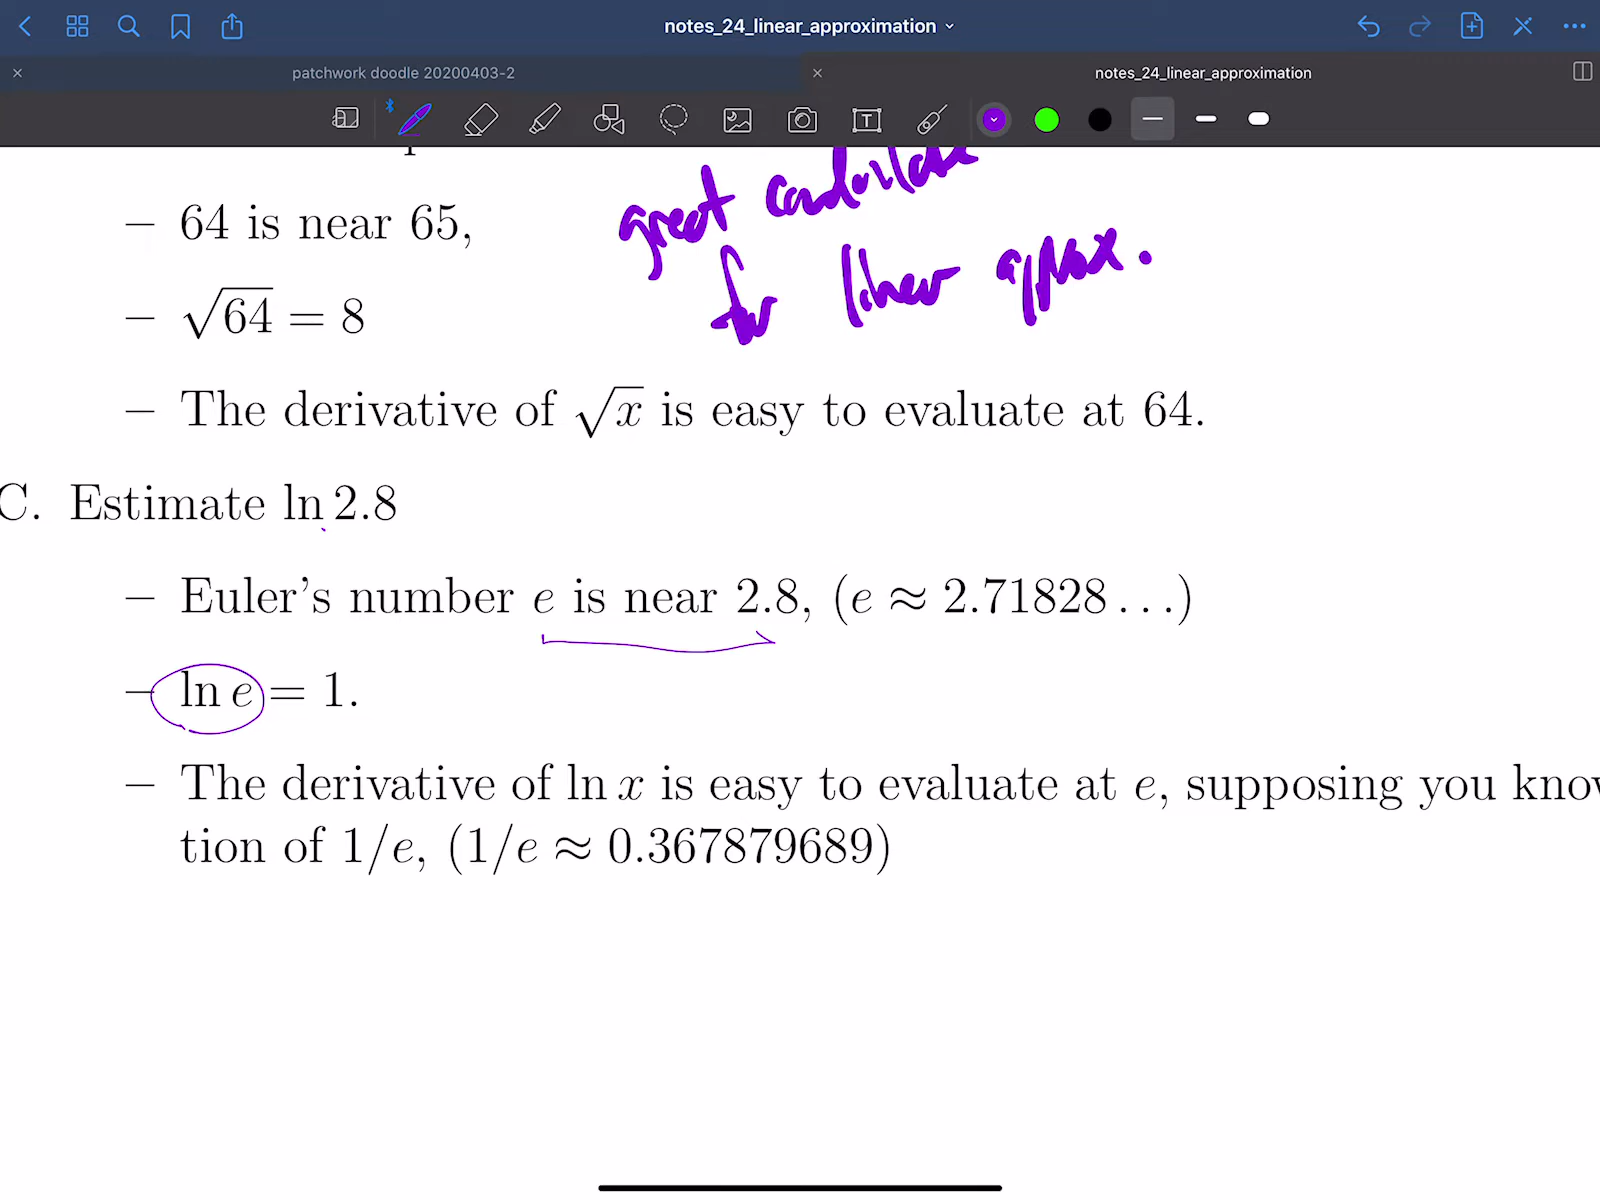 notes_24_linear_approximation
patchwork doodle 20200403-2
notes_24_linear_approximation
great candidate
– 64 is near 65,
for linear approx.
– √64 = 8
– The derivative of √x is easy to evaluate at 64.
C. Estimate ln 2.8
– Euler's number e is near 2.8, (e ≈ 2.71828 . . .)
– ln e = 1.
– The derivative of ln x is easy to evaluate at e, supposing you know
tion of 1/e, (1/e ≈ 0.367879689)